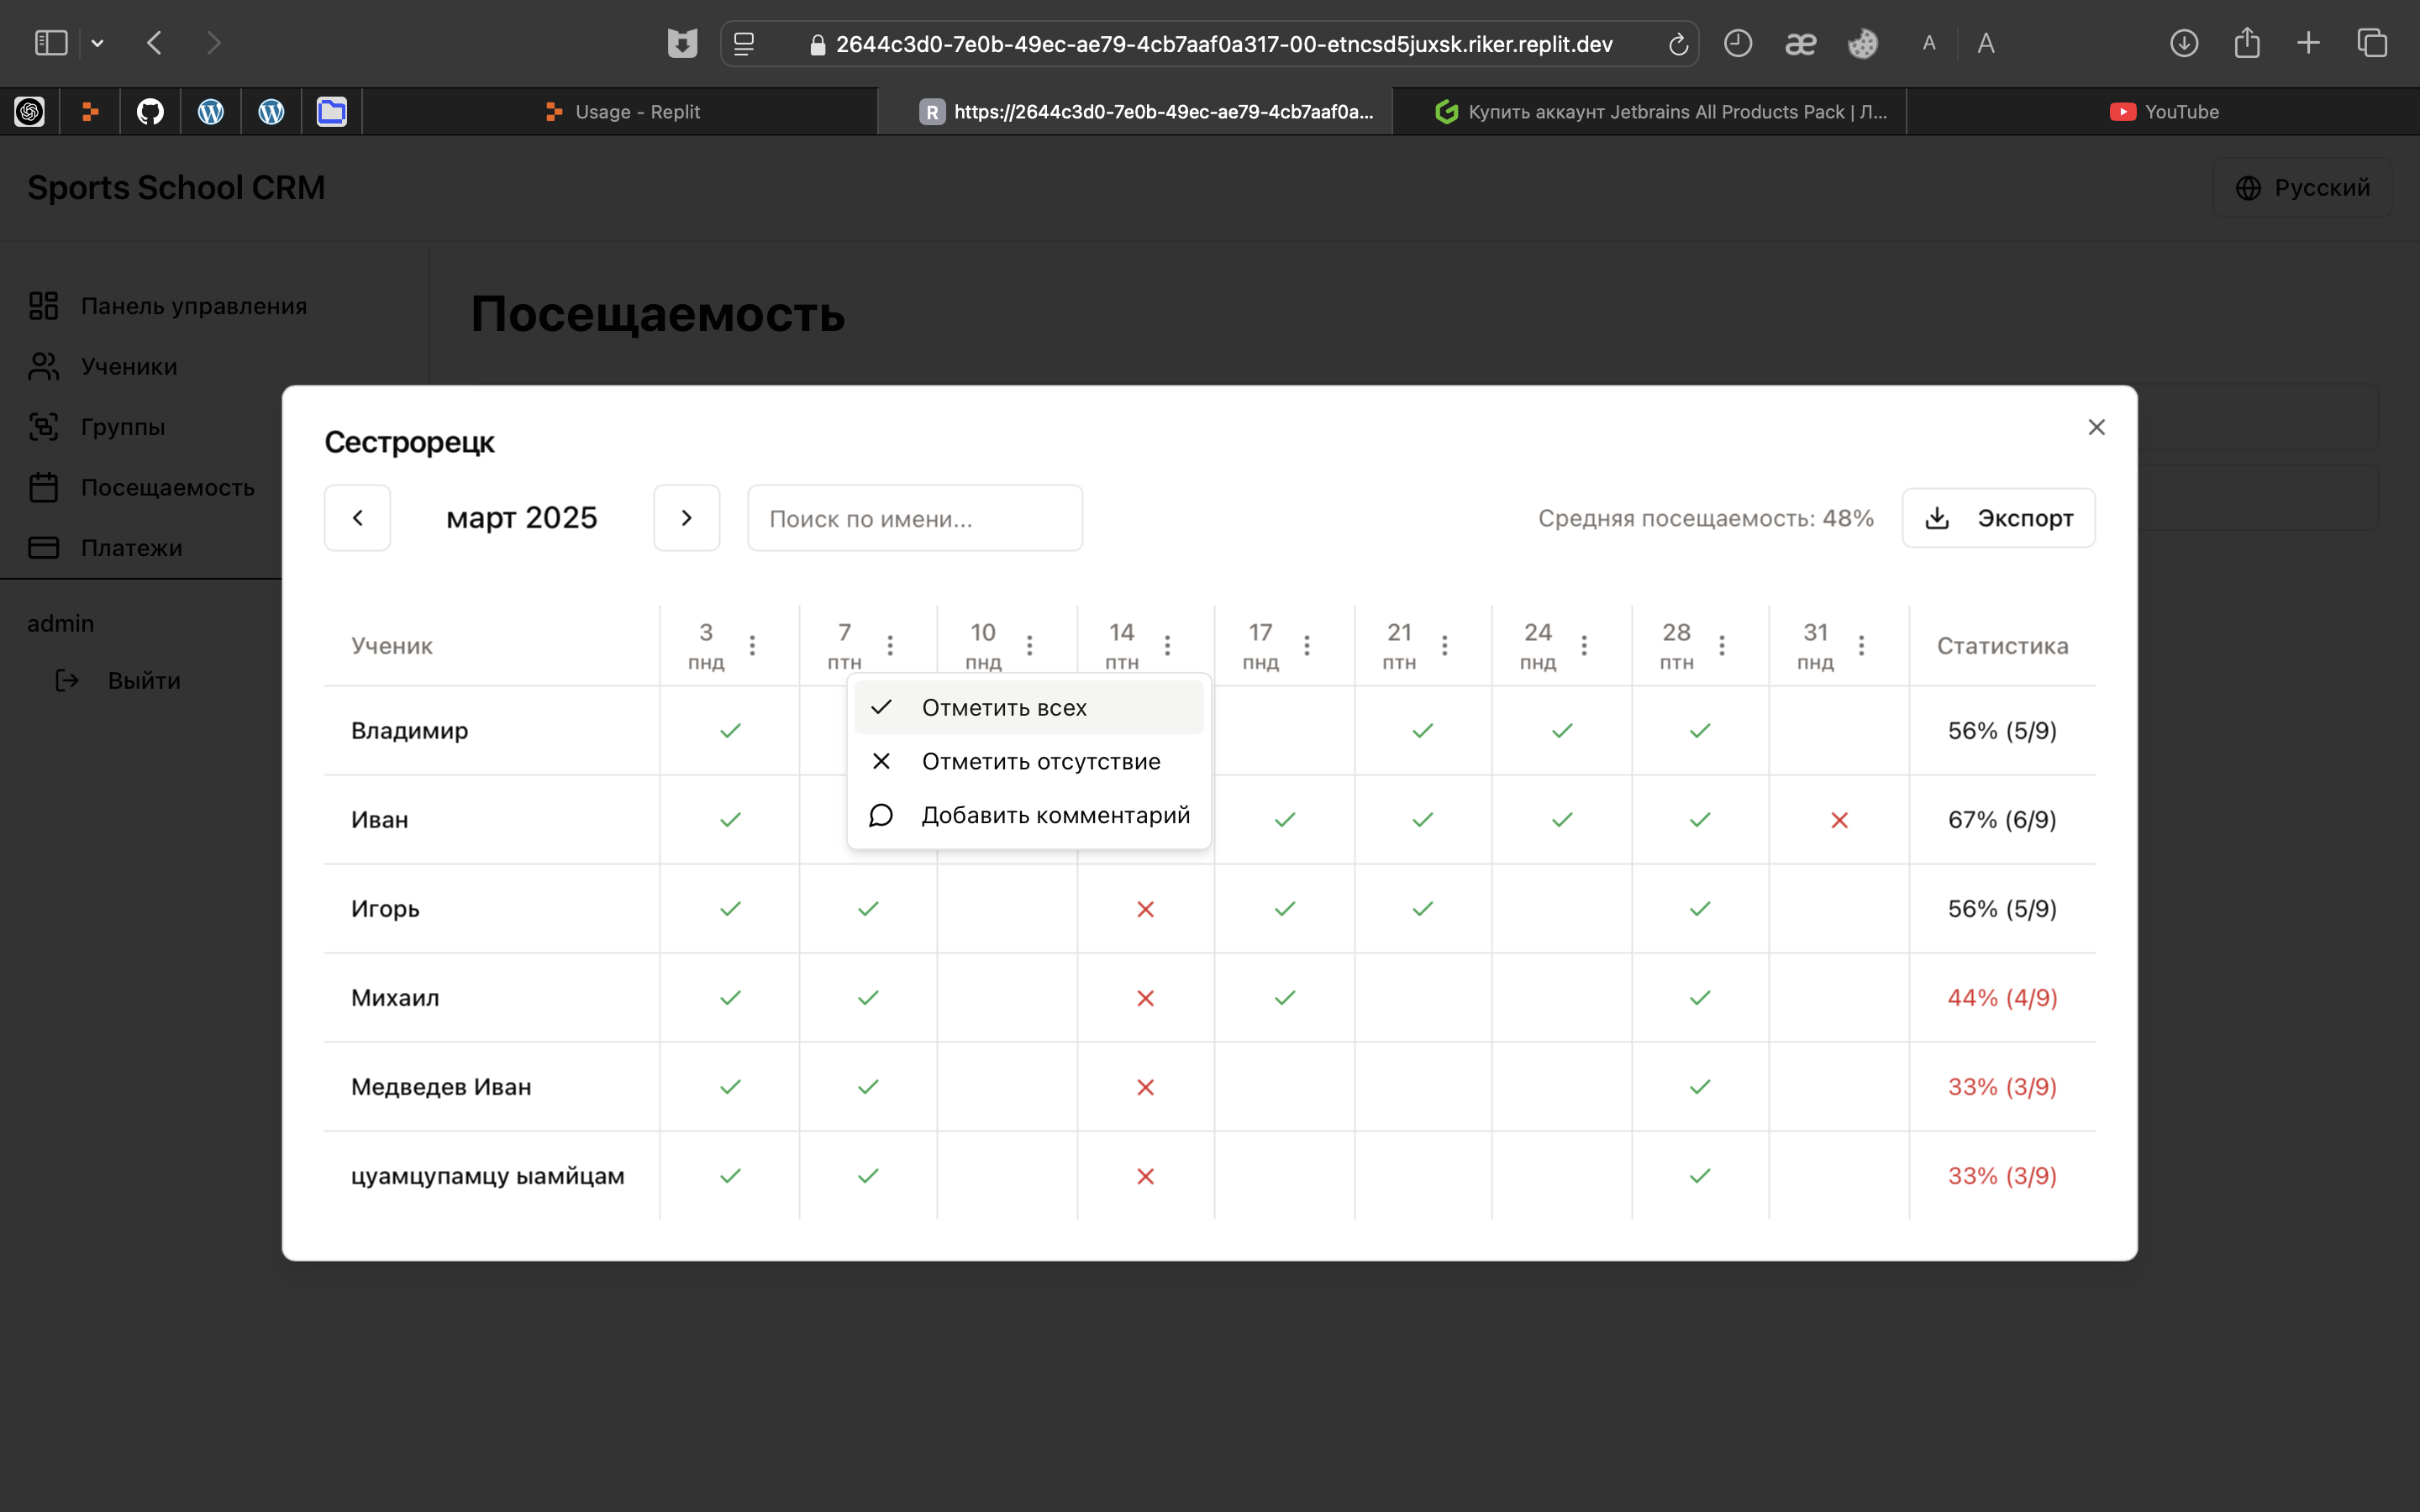 2644c3d0-7e0b-49ec-ae79-4cb7aaf0a317-00-etncsd5juxsk.riker.replit.dev
A A
Usage - Replit
R https://2644c3d0-7e0b-49ec-ae79-4cb7aaf0a...
Купить аккаунт Jetbrains All Products Pack | Л...
YouTube
Sports School CRM
Русский
Панель управления
Ученики
Группы
Посещаемость
Платежи
admin
Выйти
Посещаемость
Сестрорецк
март 2025
Поиск по имени...
Средняя посещаемость: 48%
Экспорт
Ученик 3 пнд 7 птн 10 пнд 14 птн 17 пнд 21 птн 24 пнд 28 птн 31 пнд Статистика
Отметить всех
Отметить отсутствие
Добавить комментарий
Владимир 56% (5/9)
Иван 67% (6/9)
Игорь 56% (5/9)
Михаил 44% (4/9)
Медведев Иван 33% (3/9)
цуамцупамцу ыамйцам 33% (3/9)